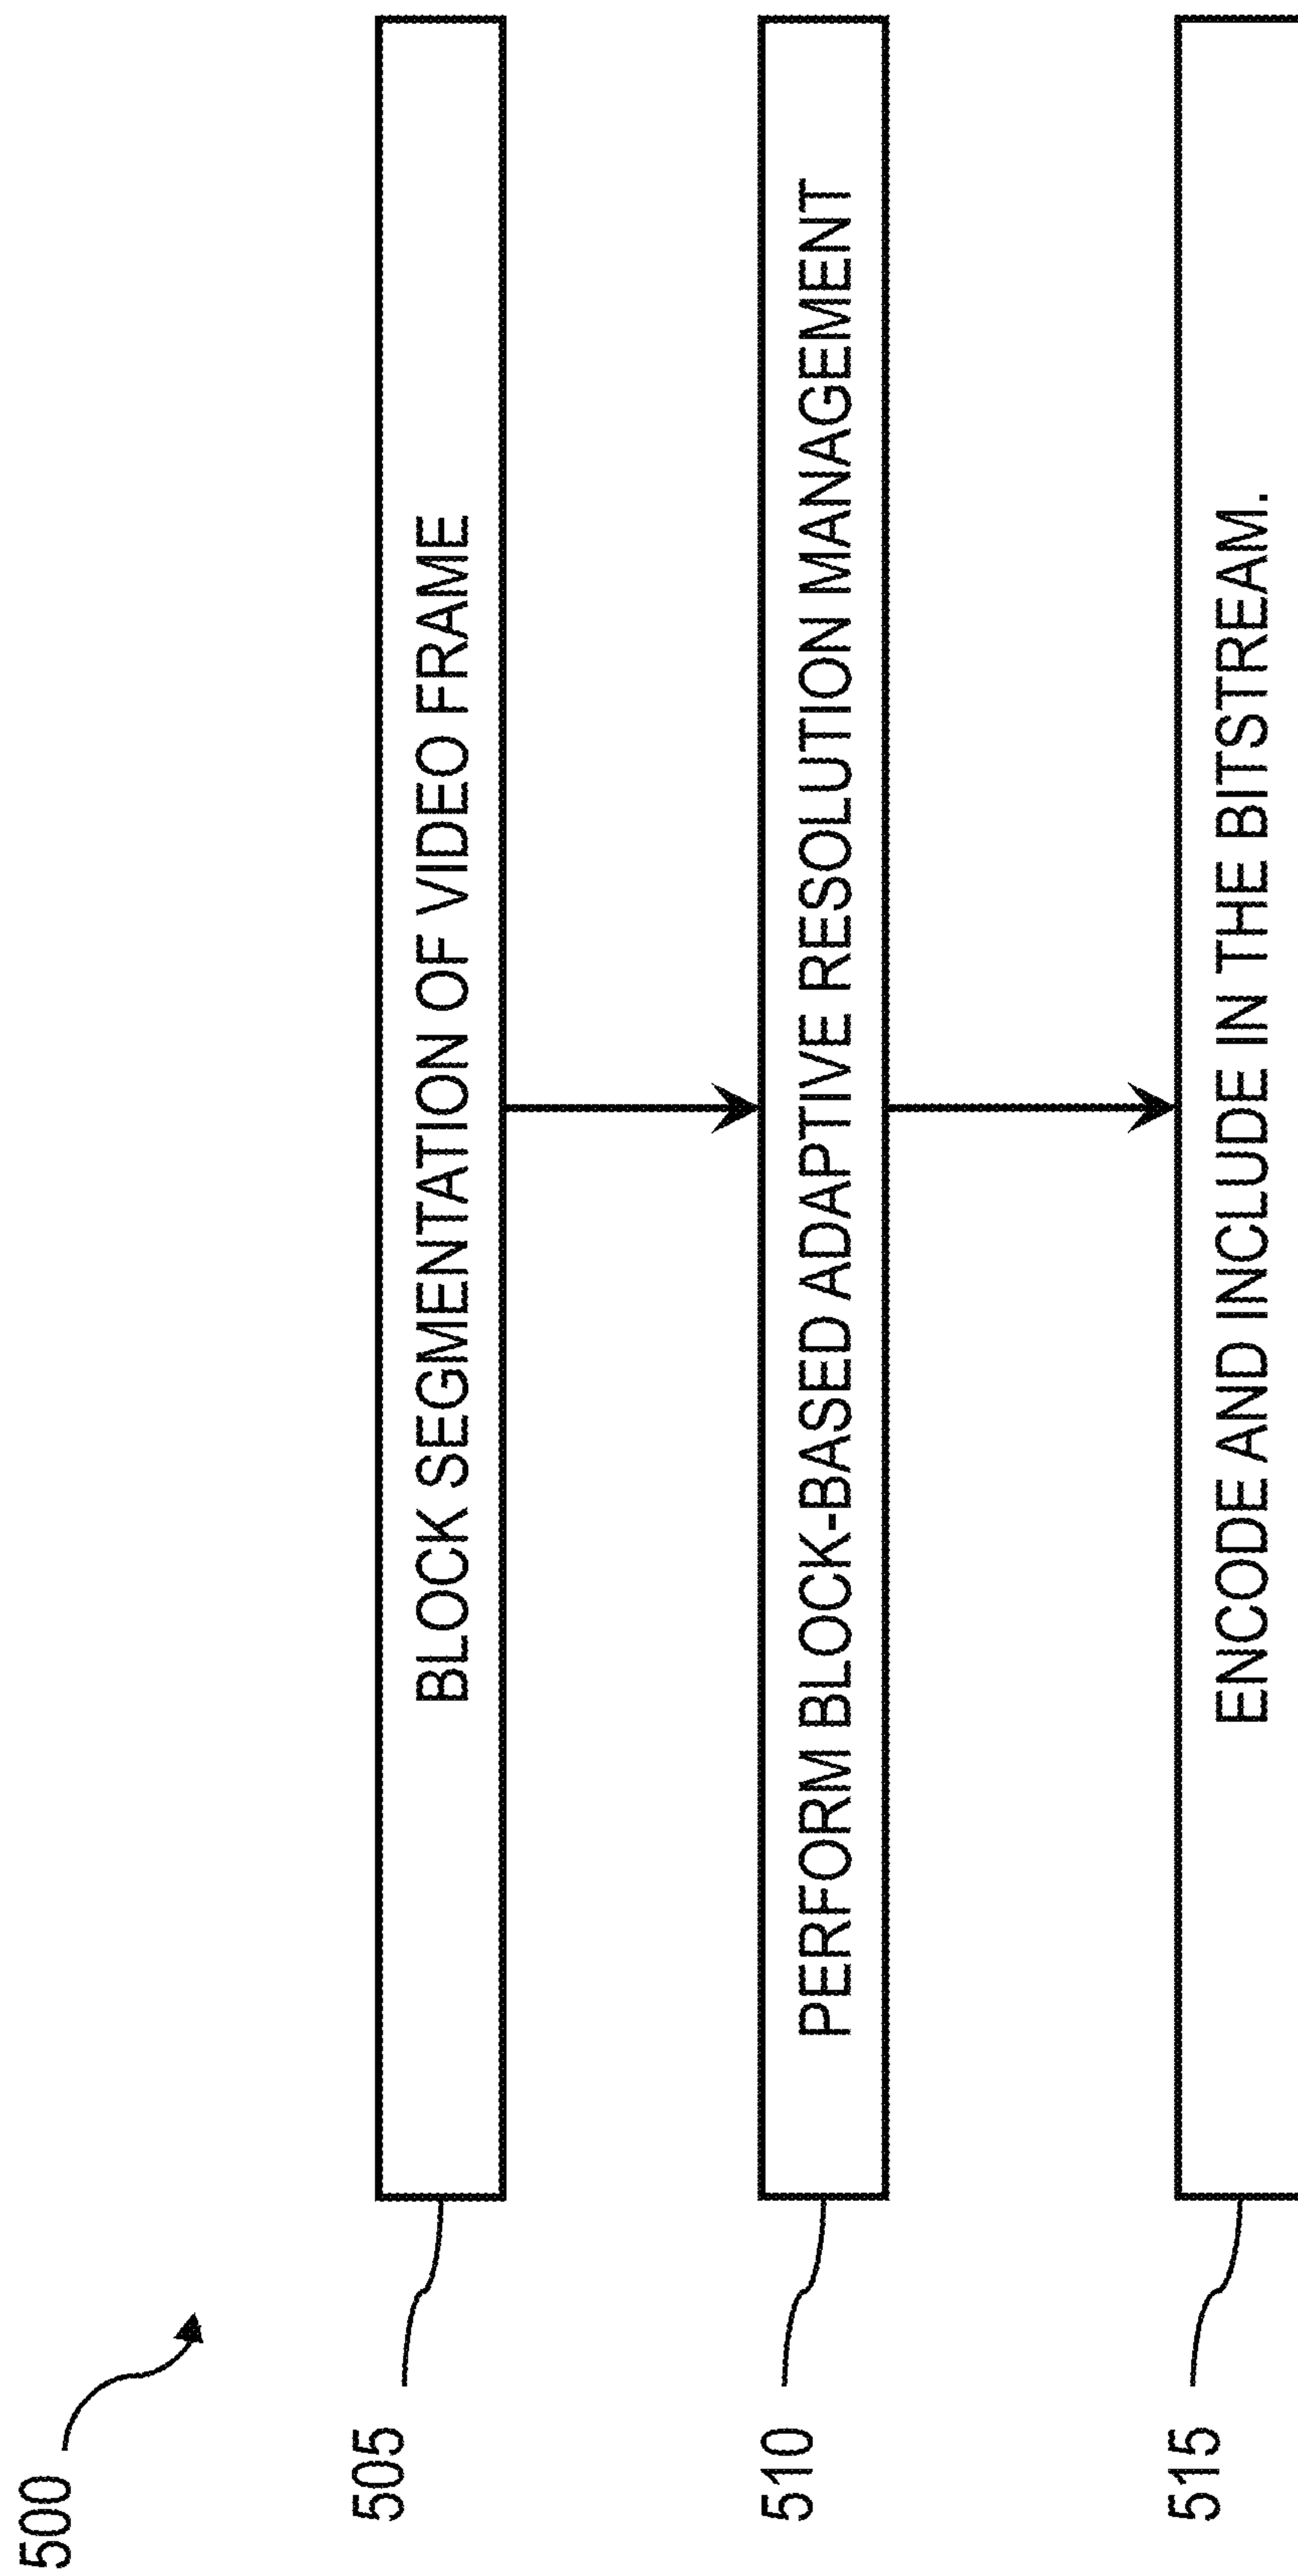 500
505
BLOCK SEGMENTATION OF VIDEO FRAME
510
PERFORM BLOCK-BASED ADAPTIVE RESOLUTION MANAGEMENT
515
ENCODE AND INCLUDE IN THE BITSTREAM.